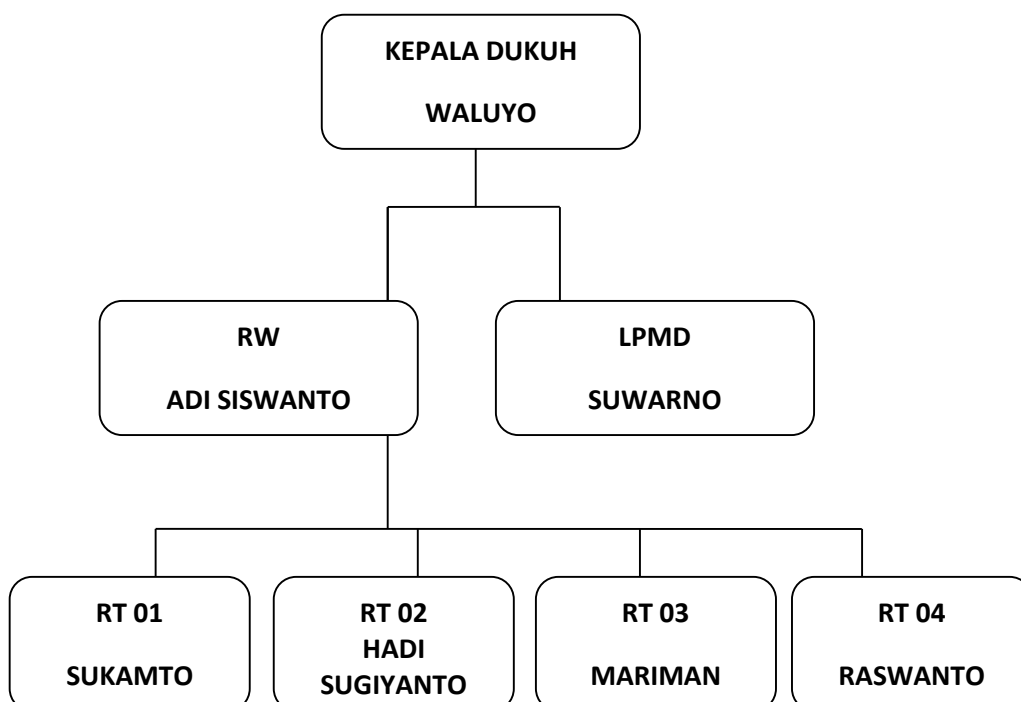 KEPALA DUKUH
WALUYO
RW
ADI SISWANTO
LPMD
SUWARNO
RT 01
SUKAMTO
RT 02
HADI
SUGIYANTO
RT 03
MARIMAN
RT 04
RASWANTO